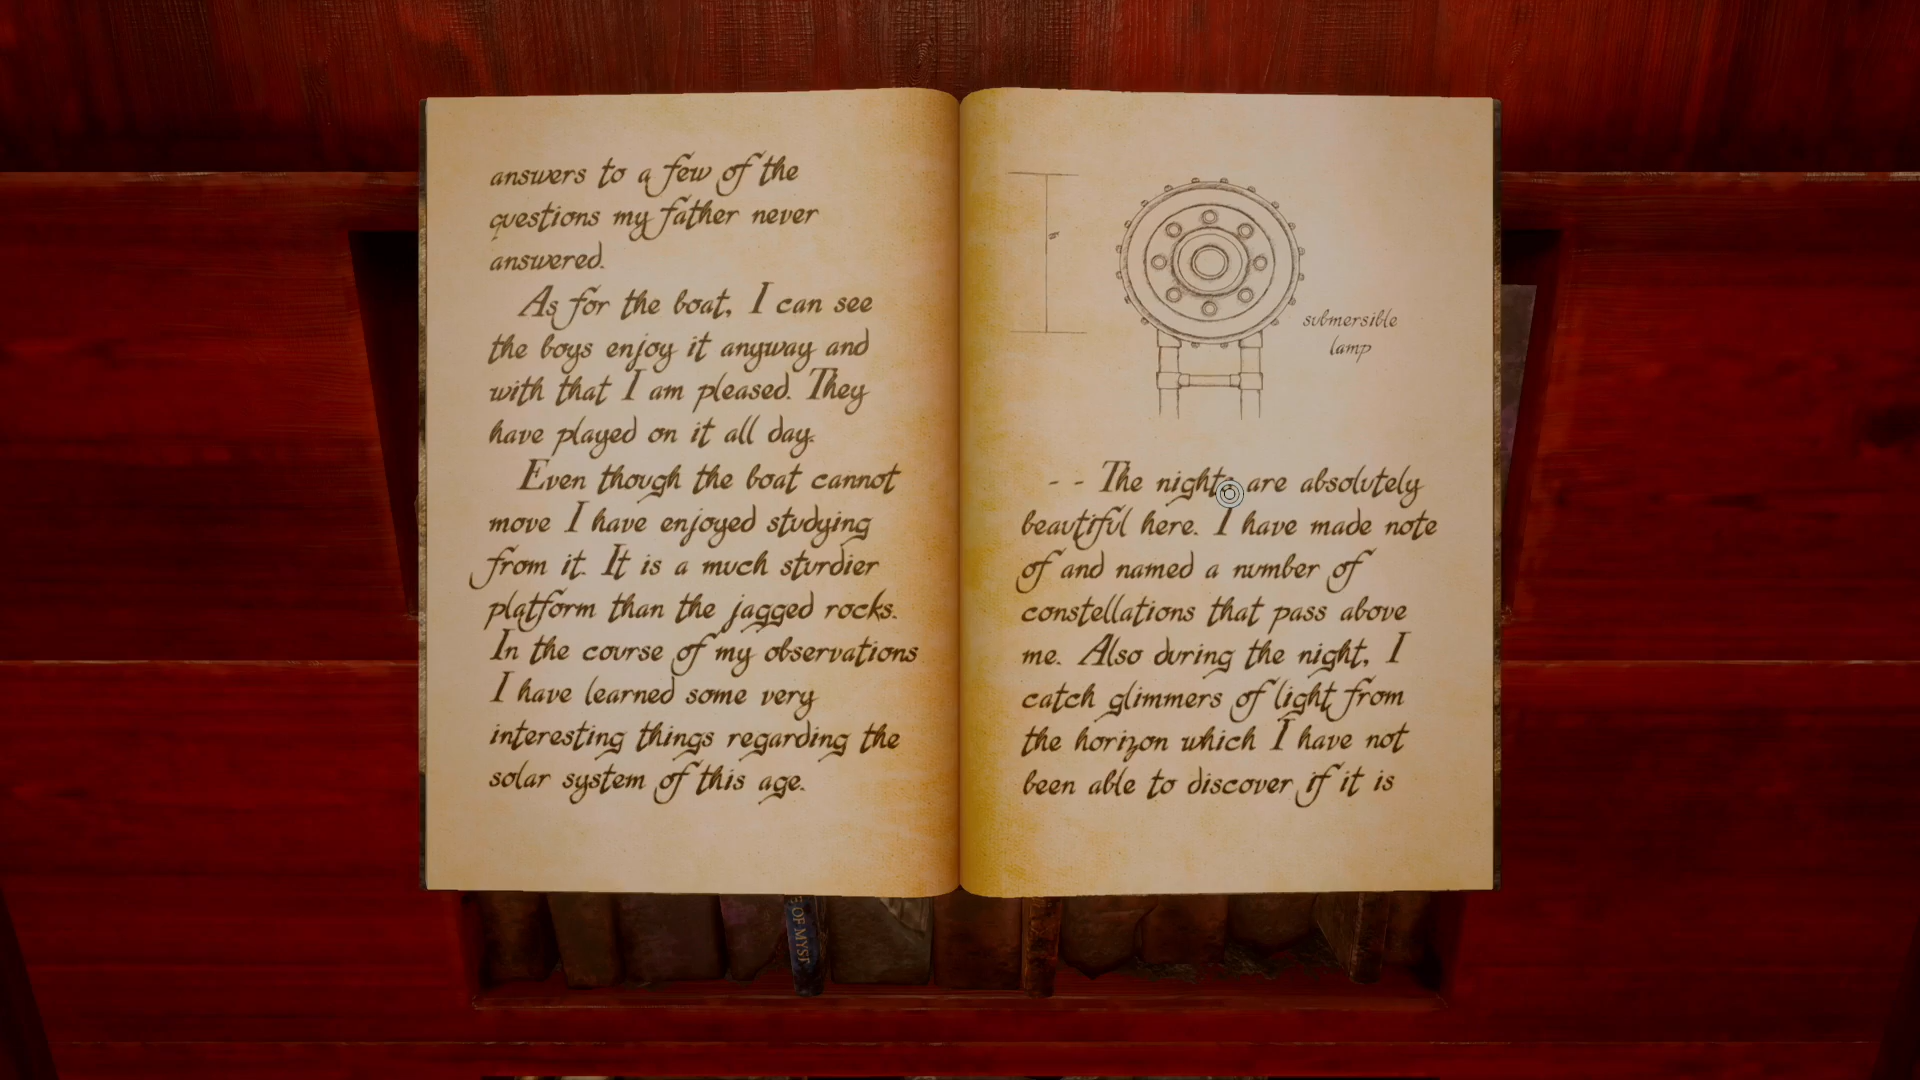 answers to a few of the
questions my father never
answered.
As for the boat, I can see
the boys enjoy it anyway and
with that I am pleased. They
have played on it all day.
Even though the boat cannot
move I have enjoyed studying
from it. It is a much sturdier
platform than the jagged rocks.
In the course of my observations
I have learned some very
interesting things regarding the
solar system of this age.
submersible
lamp
-- The nights are absolutely
beautiful here. I have made note
of and named a number of
constellations that pass above
me. Also during the night, I
catch glimmers of light from
the horizon which I have not
been able to discover if it is
OF MYST